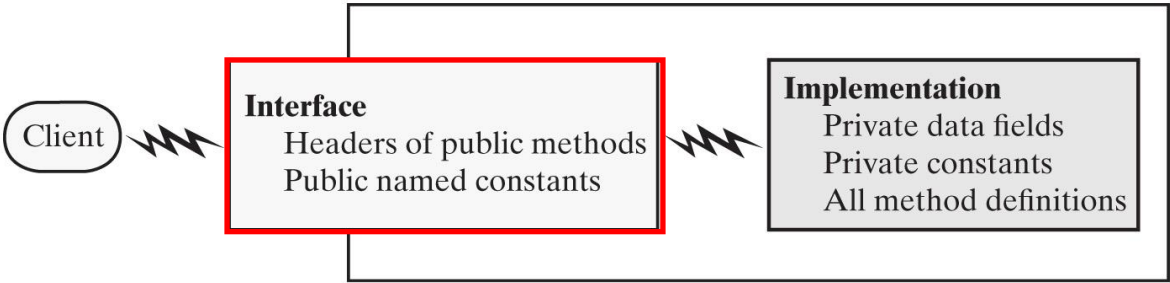 Client
Interface
Headers of public methods
Public named constants
Implementation
Private data fields
Private constants
All method definitions